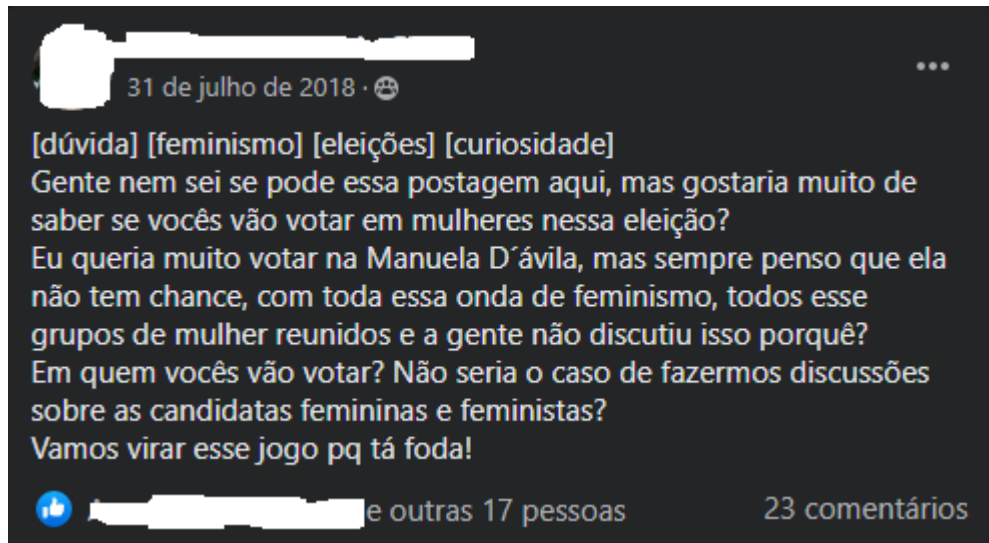 31 de julho de 2018 ·
[dúvida] [feminismo] [eleições] [curiosidade]
Gente nem sei se pode essa postagem aqui, mas gostaria muito de
saber se vocês vão votar em mulheres nessa eleição?
Eu queria muito votar na Manuela D´ávila, mas sempre penso que ela
não tem chance, com toda essa onda de feminismo, todos esse
grupos de mulher reunidos e a gente não discutiu isso porquê?
Em quem vocês vão votar? Não seria o caso de fazermos discussões
sobre as candidatas femininas e feministas?
Vamos virar esse jogo pq tá foda!
e outras 17 pessoas 23 comentários